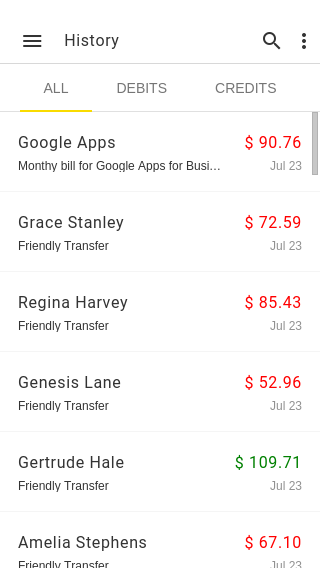 History
ALL DEBITS CREDITS
Google Apps $ 90.76
Monthy bill for Google Apps for Busi… Jul 23
Grace Stanley $ 72.59
Friendly Transfer Jul 23
Regina Harvey $ 85.43
Friendly Transfer Jul 23
Genesis Lane $ 52.96
Friendly Transfer Jul 23
Gertrude Hale $ 109.71
Friendly Transfer Jul 23
Amelia Stephens $ 67.10
Friendly Transfer Jul 23